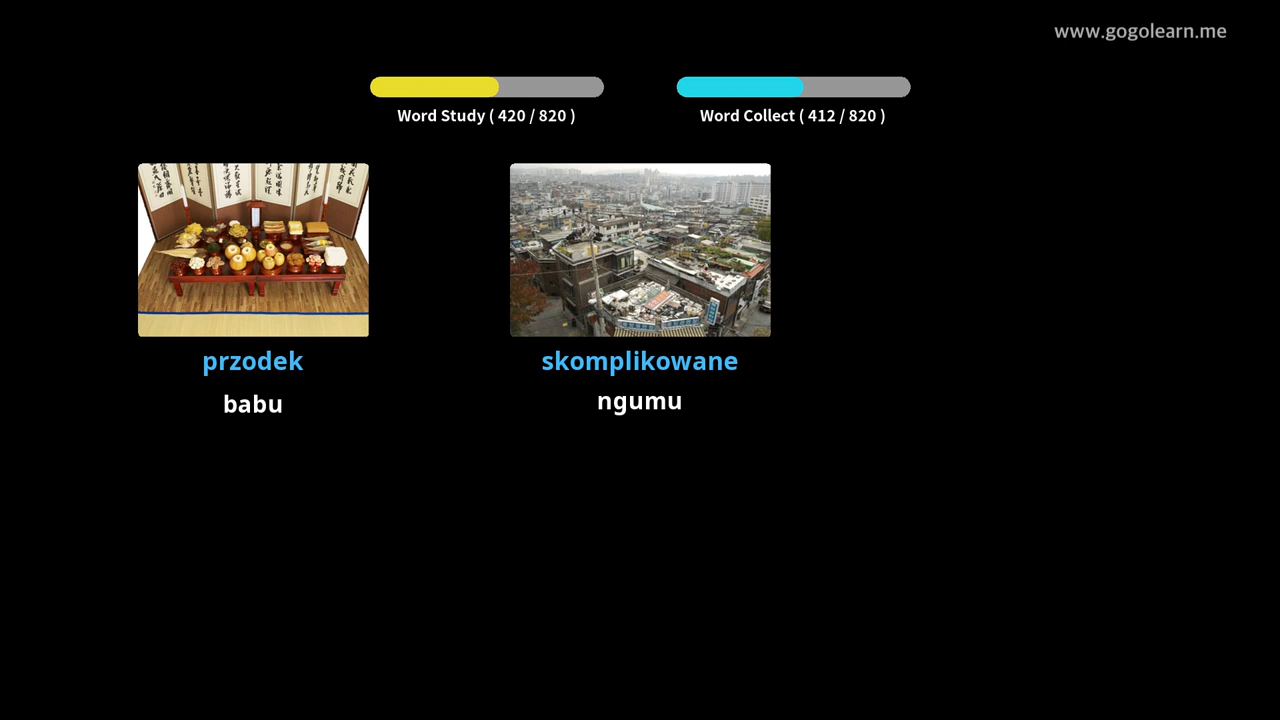 www.gogolearn.me
Word Study ( 420 / 820 )
Word Collect ( 412 / 820 )
przodek
skomplikowane
babu
ngumu